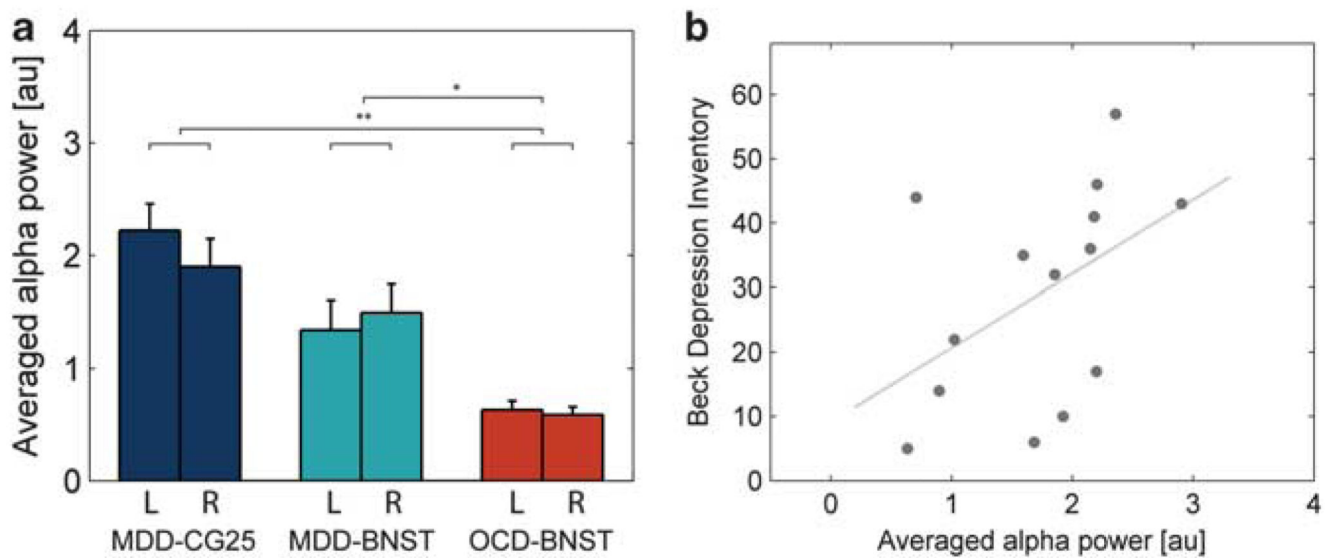 a
4
3
2
1
0
Averaged alpha power [au]
*
**
L R L R L R
MDD-CG25 MDD-BNST OCD-BNST
b
60
50
40
30
20
10
0
Beck Depression Inventory
0 1 2 3 4
Averaged alpha power [au]